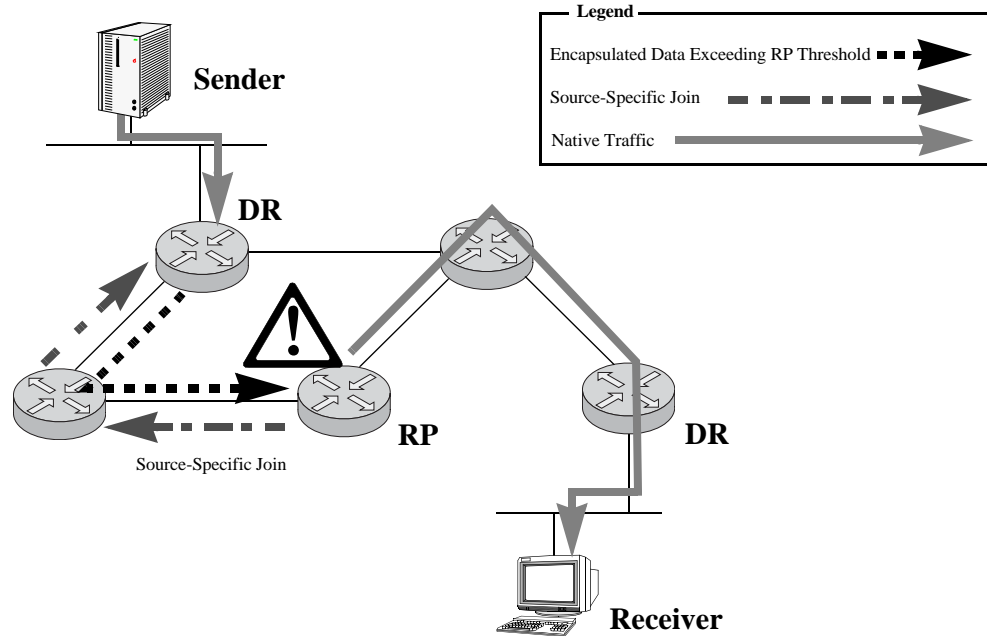 Legend
Encapsulated Data Exceeding RP Threshold
Source-Specific Join
Native Traffic
Sender
DR
RP
DR
Source-Specific Join
Receiver